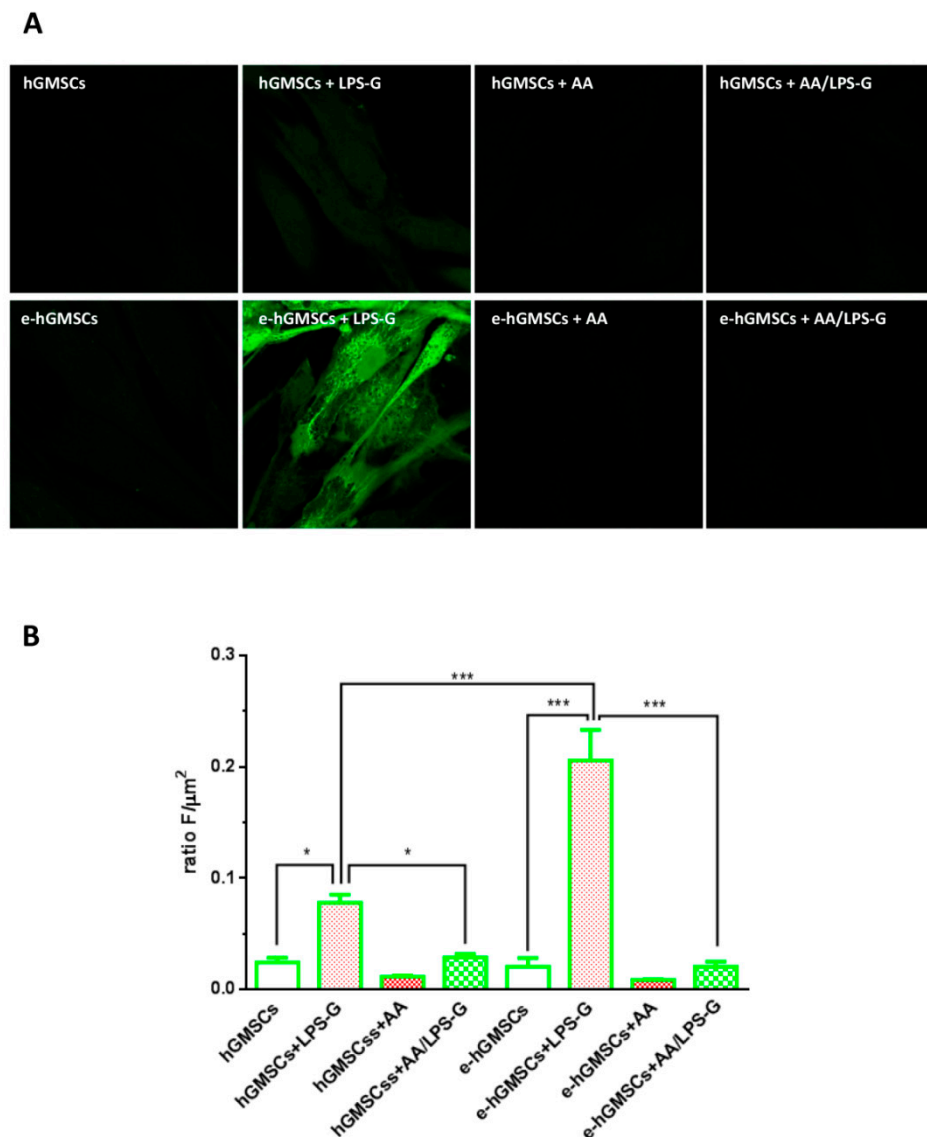 A
hGMSCs
hGMSCs + LPS-G
hGMSCs + AA
hGMSCs + AA/LPS-G
e-hGMSCs
e-hGMSCs + LPS-G
e-hGMSCs + AA
e-hGMSCs + AA/LPS-G
B
ratio F/µm²
0.3
0.2
0.1
0.0
***
***
***
*
*
hGMSCs
hGMSCs+LPS-G
hGMSCss+AA
hGMSCss+AA/LPS-G
e-hGMSCs
e-hGMSCs+LPS-G
e-hGMSCs+AA
e-hGMSCs+AA/LPS-G